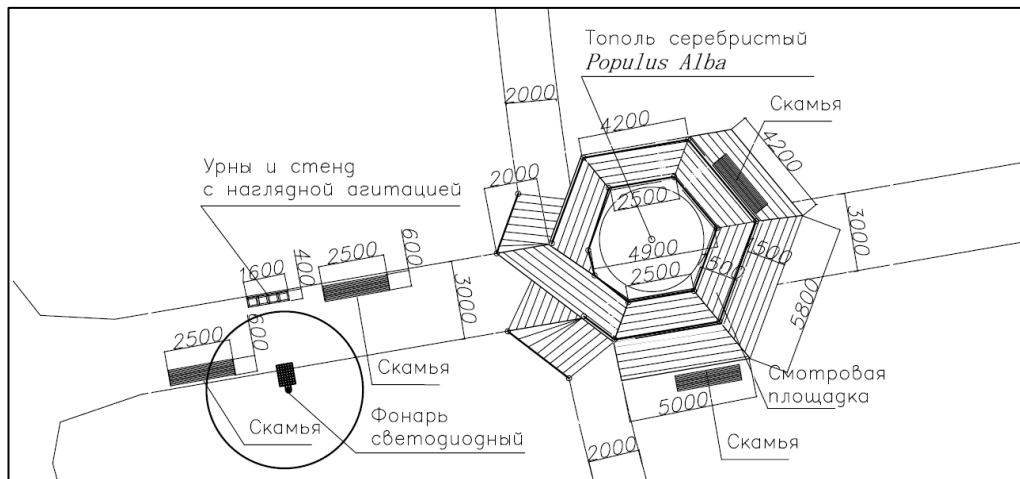 Тополь серебристый
Populus Alba
2000
4200
Скамья
4200
Урны и стенд
с наглядной агитацией
2000
2500
3000
4900
2500
600
400
1600
2500
3000
500
500
5800
2500
600
Скамья
Смотровая
площадка
5000
Скамья
Фонарь
светодиодный
Скамья
2000